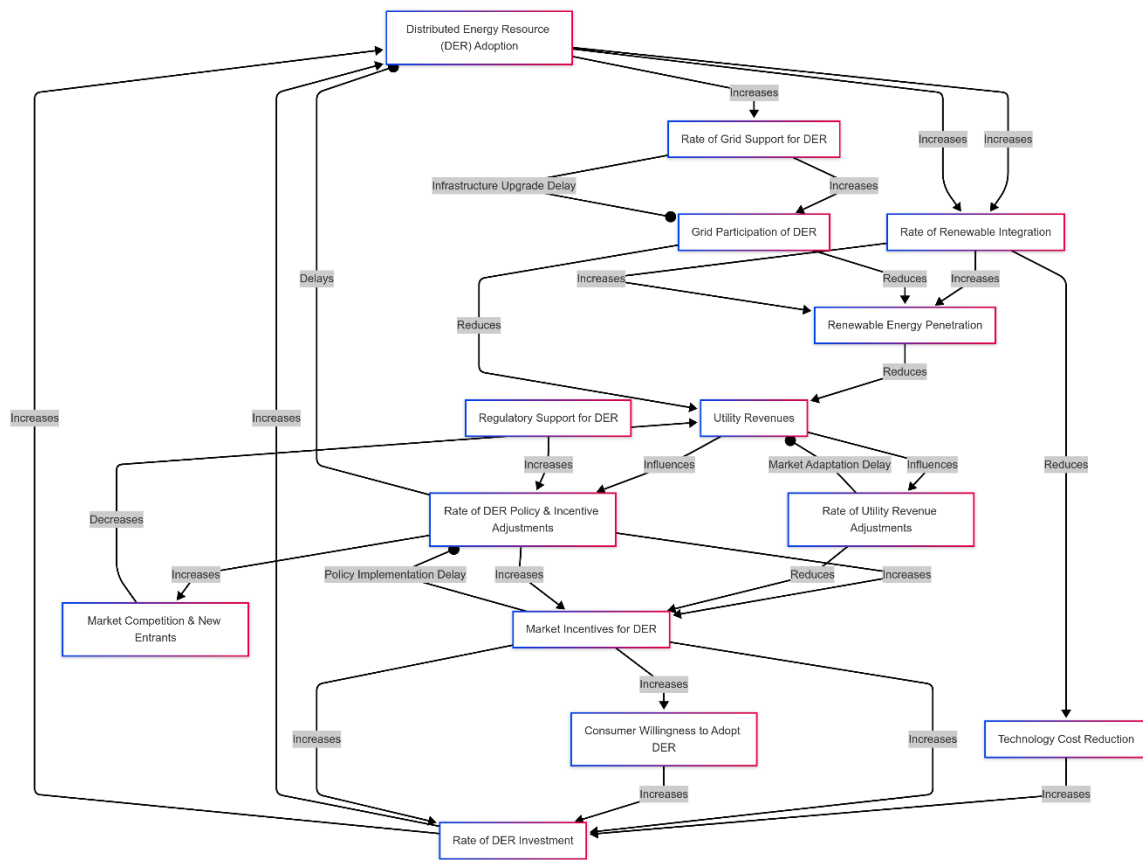 Distributed Energy Resource
(DER) Adoption
Increases
Rate of Grid Support for DER
Increases
Increases
Infrastructure Upgrade Delay
Increases
Grid Participation of DER
Rate of Renewable Integration
Delays
Increases
Reduces
Increases
Renewable Energy Penetration
Reduces
Reduces
Increases
Increases
Regulatory Support for DER
Utility Revenues
Increases
Influences
Market Adaptation Delay
Influences
Reduces
Decreases
Rate of DER Policy & Incentive
Adjustments
Rate of Utility Revenue
Adjustments
Increases
Policy Implementation Delay
Increases
Reduces
Increases
Market Competition & New
Entrants
Market Incentives for DER
Increases
Increases
Consumer Willingness to Adopt
DER
Increases
Technology Cost Reduction
Increases
Increases
Rate of DER Investment